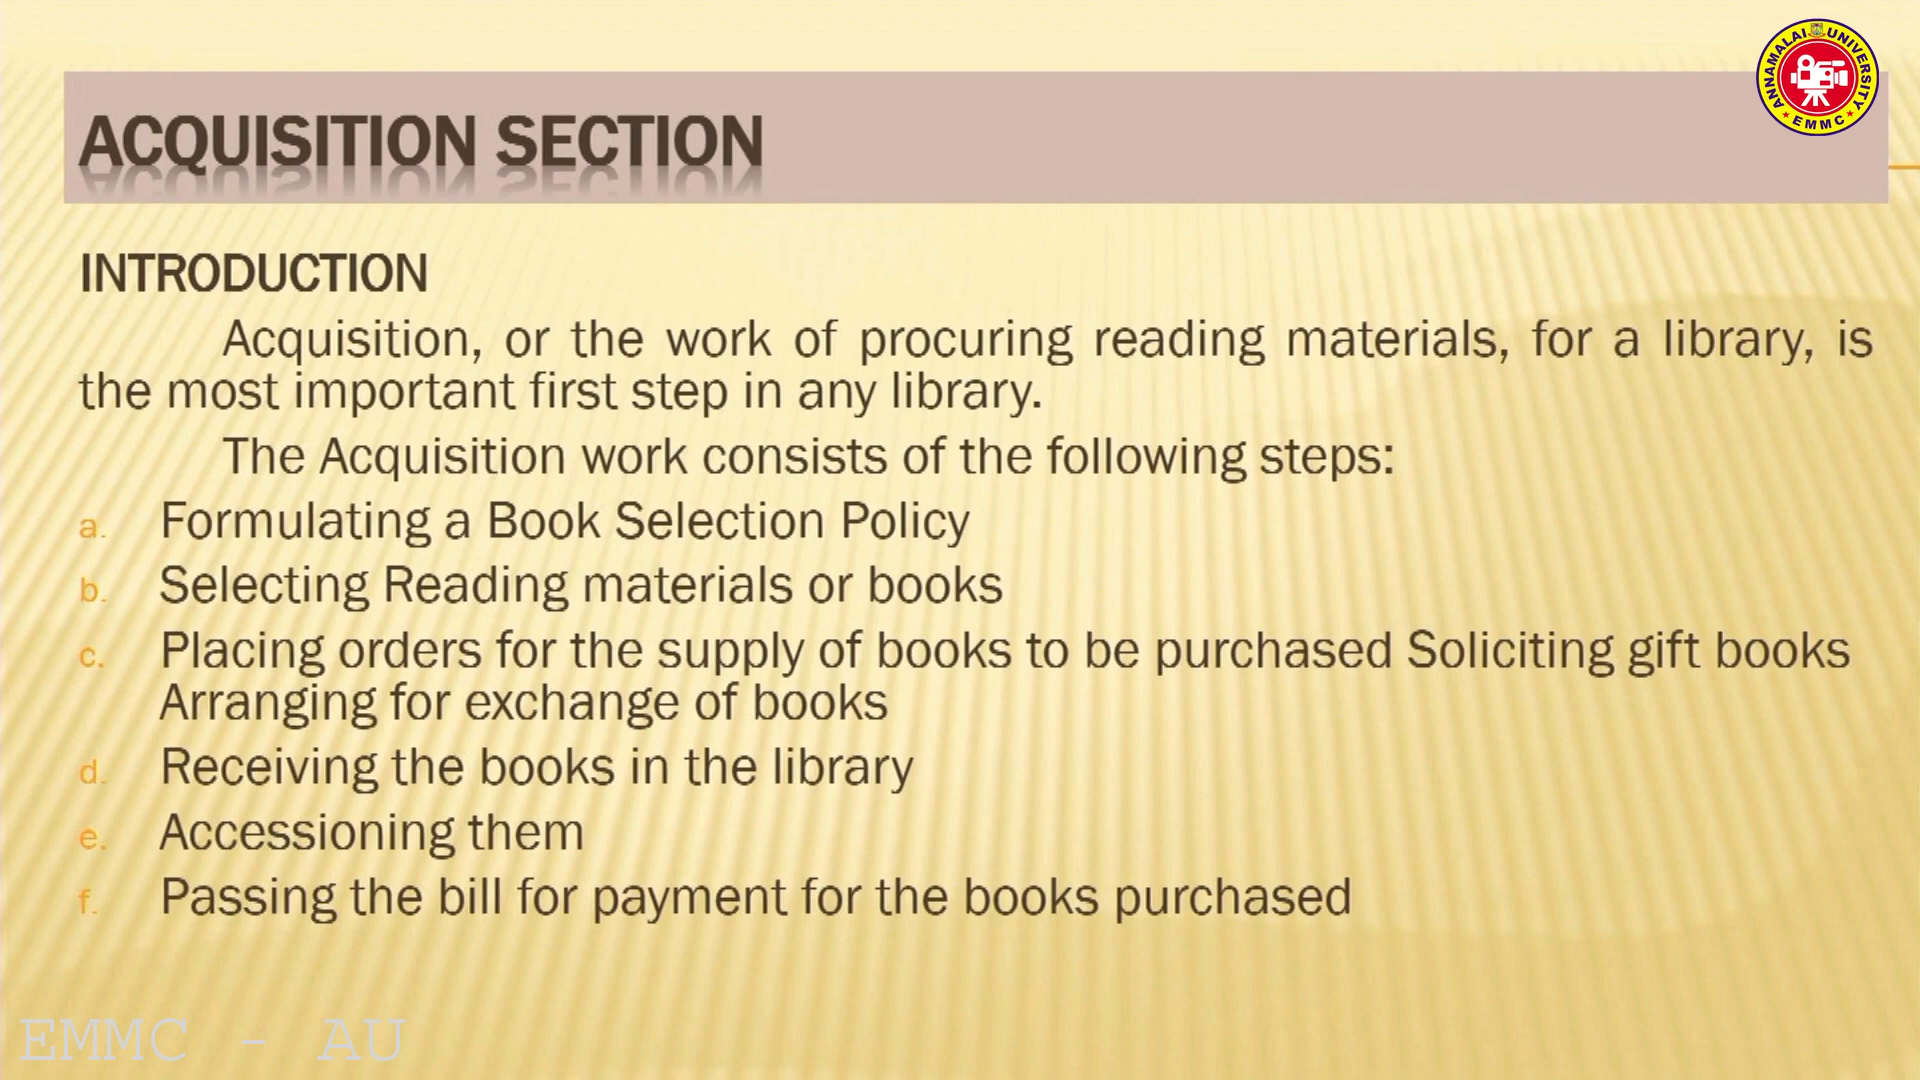 ANNAMALAI UNIVERSITY
EMMC
ACQUISITION SECTION
INTRODUCTION
Acquisition, or the work of procuring reading materials, for a library, is
the most important first step in any library.
The Acquisition work consists of the following steps:
a. Formulating a Book Selection Policy
b. Selecting Reading materials or books
c. Placing orders for the supply of books to be purchased Soliciting gift books
Arranging for exchange of books
d. Receiving the books in the library
e. Accessioning them
f. Passing the bill for payment for the books purchased
EMMC - AU